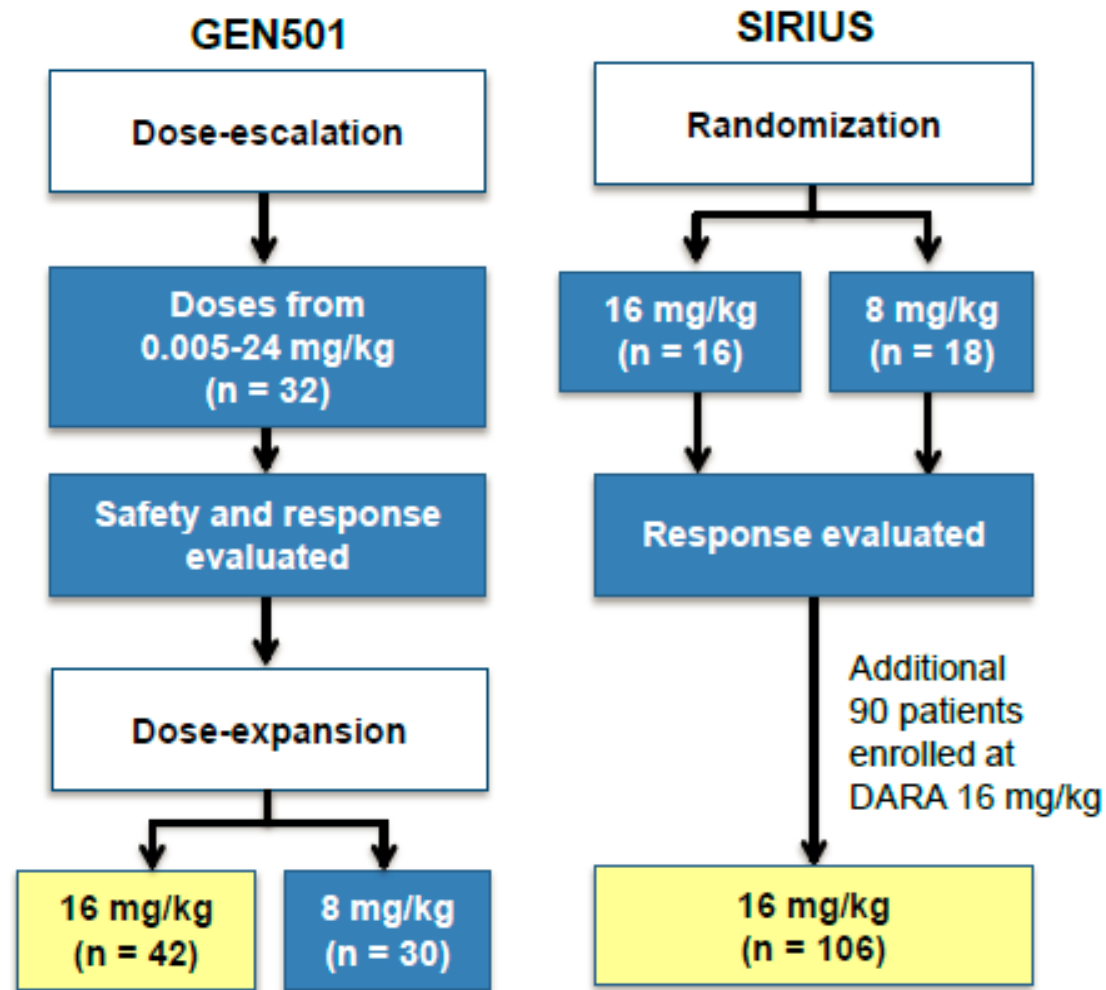 GEN501
Dose-escalation
Doses from
0.005-24 mg/kg
(n = 32)
Safety and response
evaluated
Dose-expansion
16 mg/kg
(n = 42)
8 mg/kg
(n = 30)
SIRIUS
Randomization
16 mg/kg
(n = 16)
8 mg/kg
(n = 18)
Response evaluated
Additional
90 patients
enrolled at
DARA 16 mg/kg
16 mg/kg
(n = 106)